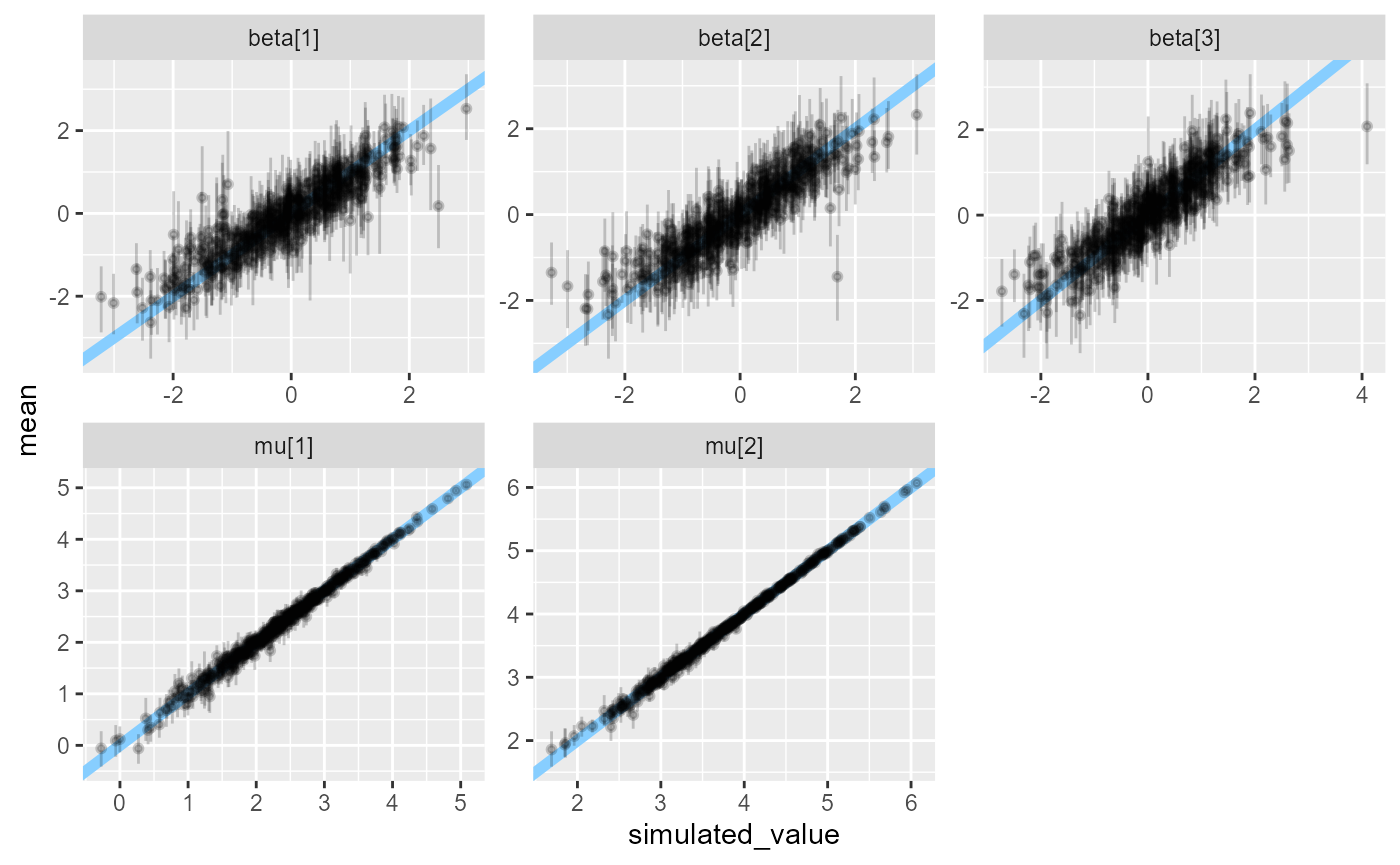 beta[1] beta[2] beta[3]
2 2 2
0 0 0
-2 -2 -2
-2 0 2 -2 0 2 -2 0 2 4
mean
mu[1] mu[2]
5 6
4 5
3 4
2 3
1 2
0
0 1 2 3 4 5 2 3 4 5 6
simulated_value